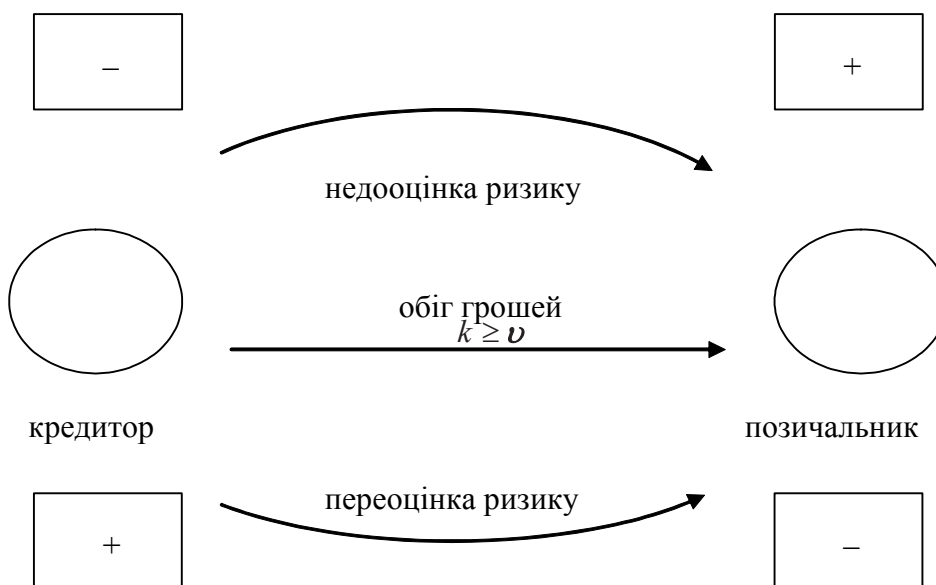 – +
недооцінка ризику
обіг грошей
k ≥ υ
кредитор позичальник
переоцінка ризику
+ –